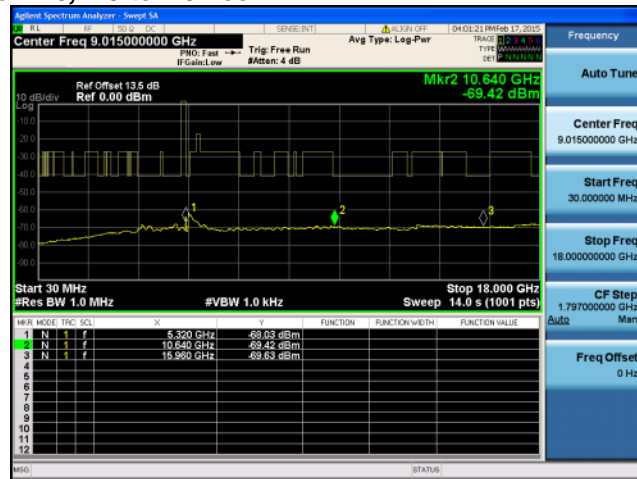 Agilent Spectrum Analyzer - Swept SA
RL RF 50 Ω DC SENSE:INT ALIGN OFF 04:01:21 PM Feb 17, 2015
Center Freq 9.015000000 GHz
PNO: Fast
IFGain:Low
Trig: Free Run
#Atten: 4 dB
Avg Type: Log-Pwr
TRACE 1 2 3 4 5 6
TYPE
DET P N N N N N
Mkr2 10.640 GHz
-69.42 dBm
Ref Offset 13.5 dB
10 dB/div Ref 0.00 dBm
Log
-10.0
-20.0
-30.0
-40.0
-50.0
-60.0
-70.0
-80.0
-90.0
1
2
3
Start 30 MHz Stop 18.000 GHz
#Res BW 1.0 MHz #VBW 1.0 kHz Sweep 14.0 s (1001 pts)
MKR MODE TRC SCL X Y FUNCTION FUNCTION WIDTH FUNCTION VALUE
1 N 1 f 5.320 GHz -68.03 dBm
2 N 1 f 10.640 GHz -69.42 dBm
3 N 1 f 15.960 GHz -69.63 dBm
4
5
6
7
8
9
10
11
12
MSG STATUS
Frequency
Auto Tune
Center Freq
9.015000000 GHz
Start Freq
30.000000 MHz
Stop Freq
18.000000000 GHz
CF Step
1.797000000 GHz
Auto Man
Freq Offset
0 Hz